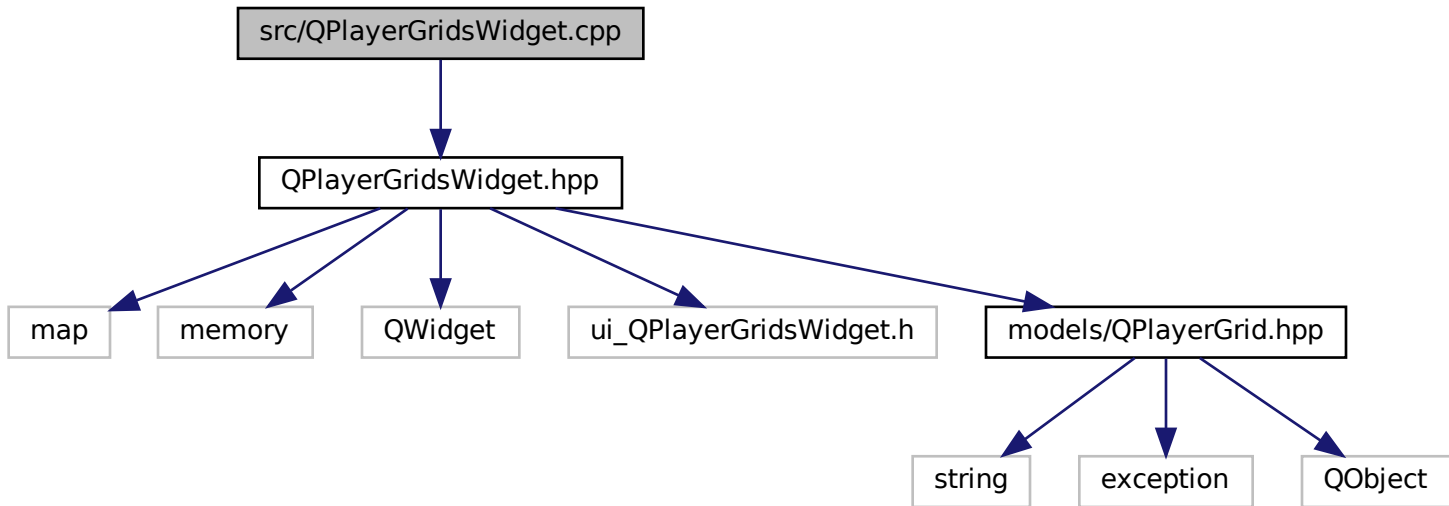 src/QPlayerGridsWidget.cpp
QPlayerGridsWidget.hpp
map
memory
QWidget
ui_QPlayerGridsWidget.h
models/QPlayerGrid.hpp
string
exception
QObject